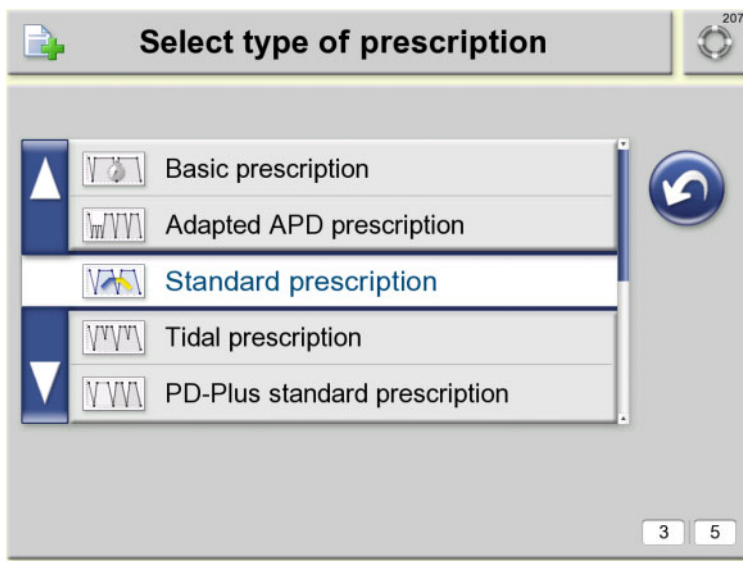 Select type of prescription
207
Basic prescription
Adapted APD prescription
Standard prescription
Tidal prescription
PD-Plus standard prescription
3 5